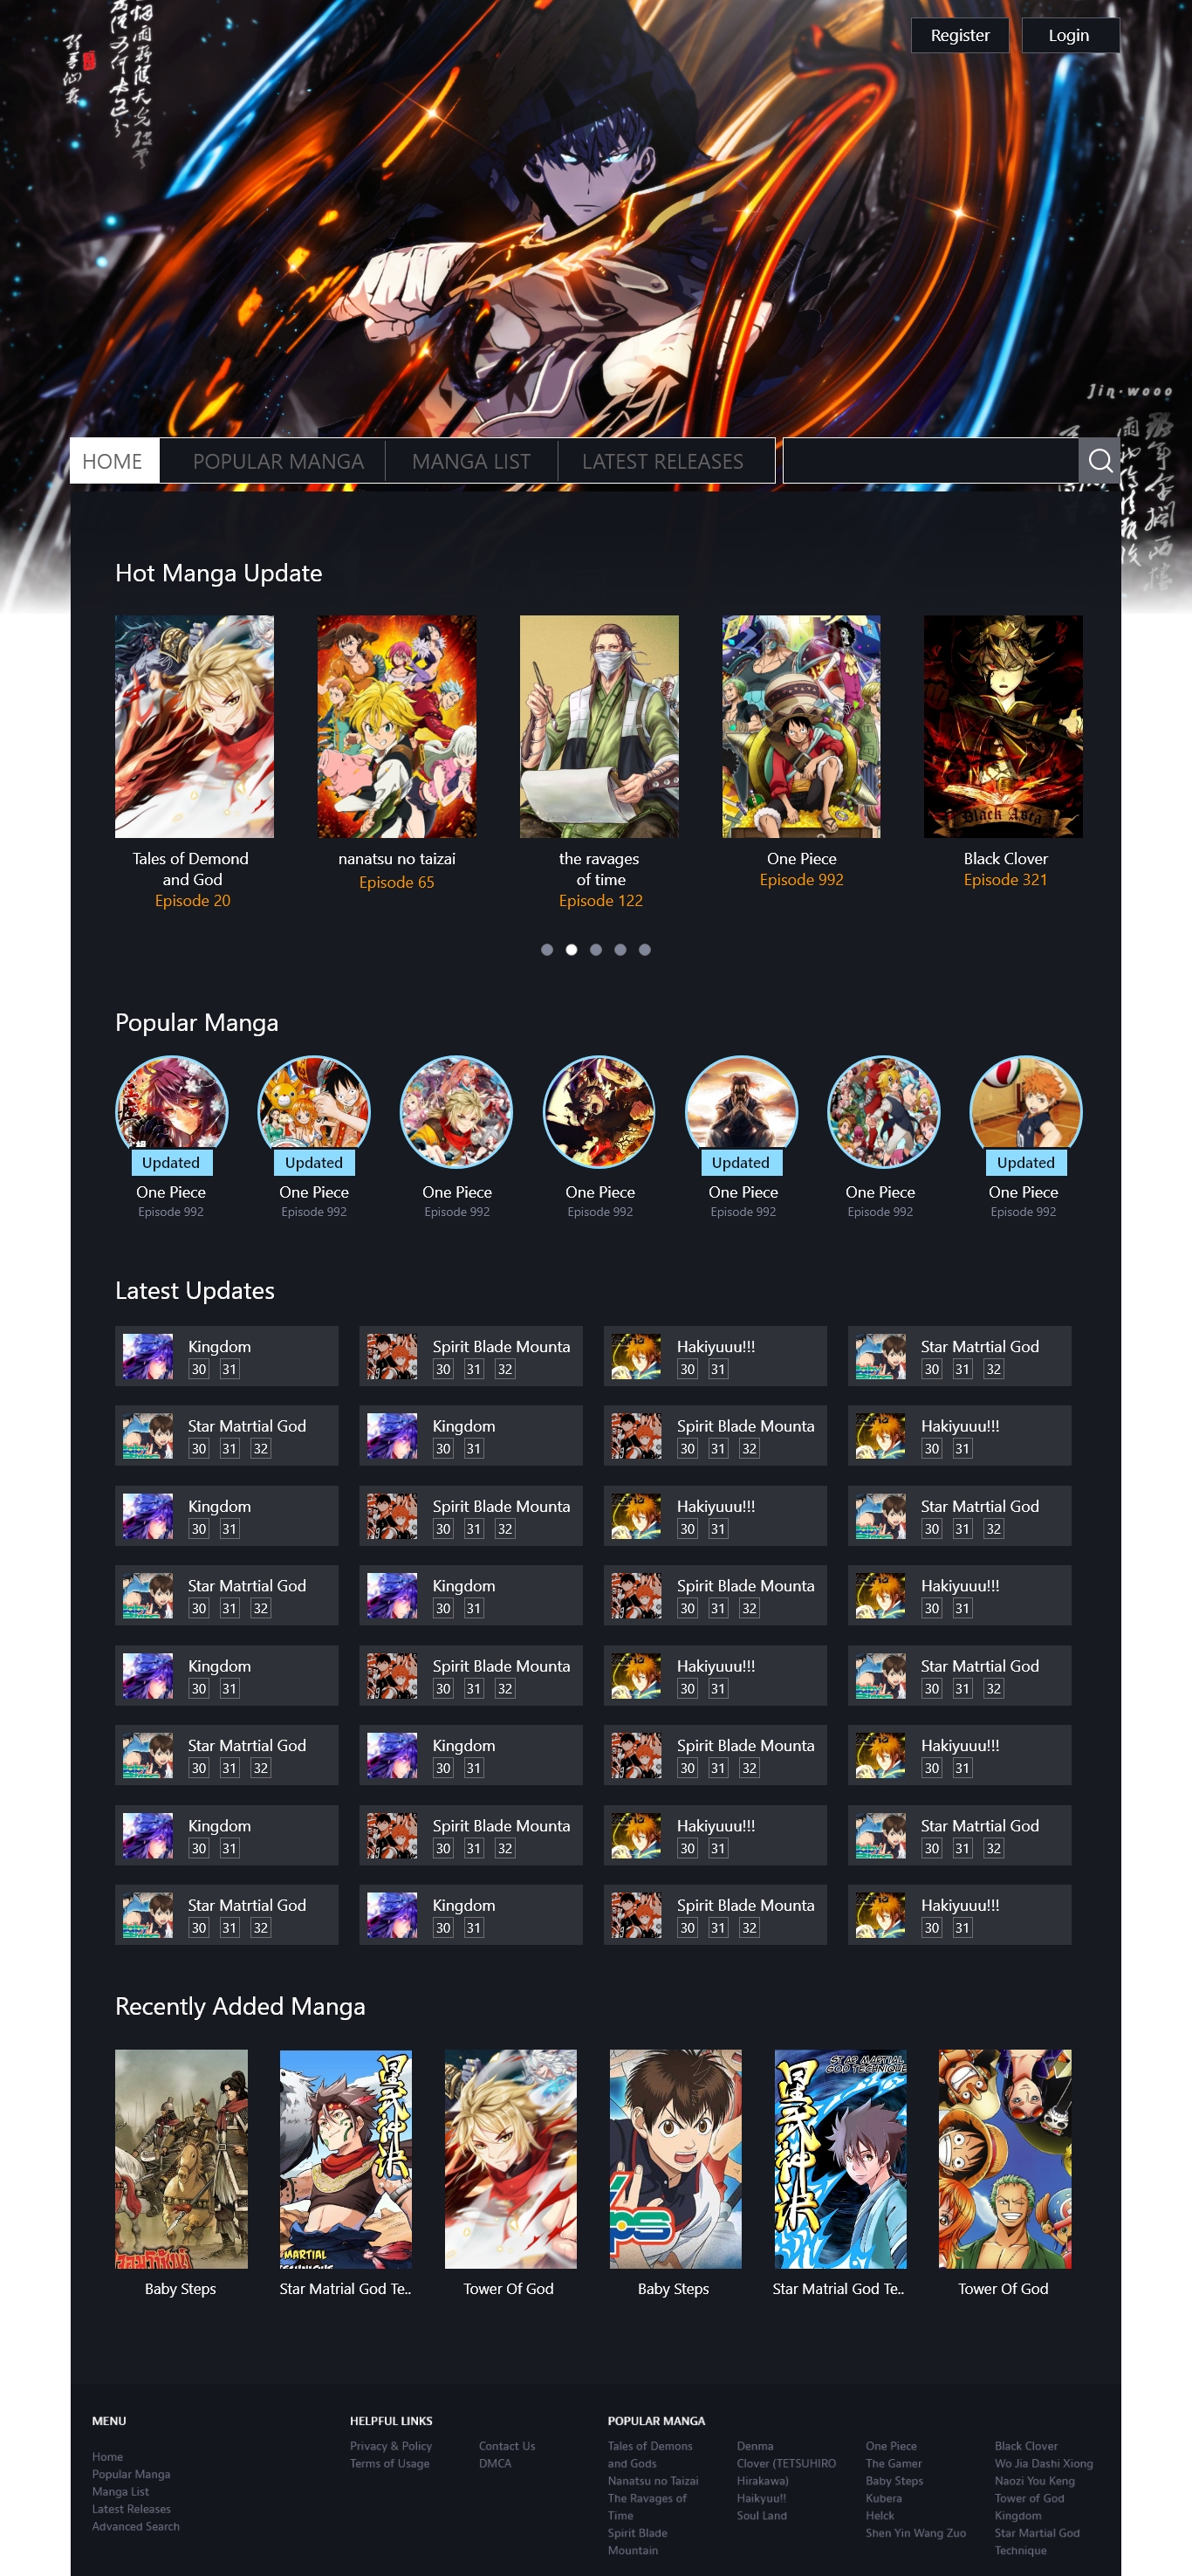 Register
Login
Jin-wooo
HOME
POPULAR MANGA
MANGA LIST
LATEST RELEASES
Hot Manga Update
Black Asta
Tales of Demond
and God
Episode 20
nanatsu no taizai
Episode 65
the ravages
of time
Episode 122
One Piece
Episode 992
Black Clover
Episode 321
Popular Manga
Updated
Updated
Updated
Updated
One Piece
Episode 992
One Piece
Episode 992
One Piece
Episode 992
One Piece
Episode 992
One Piece
Episode 992
One Piece
Episode 992
One Piece
Episode 992
Latest Updates
Kingdom
30 31
Spirit Blade Mounta
30 31 32
Hakiyuuu!!!
30 31
Star Matrtial God
30 31 32
Star Matrtial God
30 31 32
Kingdom
30 31
Spirit Blade Mounta
30 31 32
Hakiyuuu!!!
30 31
Kingdom
30 31
Spirit Blade Mounta
30 31 32
Hakiyuuu!!!
30 31
Star Matrtial God
30 31 32
Star Matrtial God
30 31 32
Kingdom
30 31
Spirit Blade Mounta
30 31 32
Hakiyuuu!!!
30 31
Kingdom
30 31
Spirit Blade Mounta
30 31 32
Hakiyuuu!!!
30 31
Star Matrtial God
30 31 32
Star Matrtial God
30 31 32
Kingdom
30 31
Spirit Blade Mounta
30 31 32
Hakiyuuu!!!
30 31
Kingdom
30 31
Spirit Blade Mounta
30 31 32
Hakiyuuu!!!
30 31
Star Matrtial God
30 31 32
Star Matrtial God
30 31 32
Kingdom
30 31
Spirit Blade Mounta
30 31 32
Hakiyuuu!!!
30 31
Recently Added Manga
星武神诀
MARTIAL
星武神诀
STAR MARTIAL
GOD TECHNIQUE
Baby Steps
Star Matrial God Te..
Tower Of God
Baby Steps
Star Matrial God Te..
Tower Of God
MENU
Home
Popular Manga
Manga List
Latest Releases
Advanced Search
HELPFUL LINKS
Privacy & Policy
Terms of Usage
Contact Us
DMCA
POPULAR MANGA
Tales of Demons
and Gods
Nanatsu no Taizai
The Ravages of
Time
Spirit Blade
Mountain
Denma
Clover (TETSUHIRO
Hirakawa)
Haikyuu!!
Soul Land
One Piece
The Gamer
Baby Steps
Kubera
Helck
Shen Yin Wang Zuo
Black Clover
Wo Jia Dashi Xiong
Naozi You Keng
Tower of God
Kingdom
Star Martial God
Technique